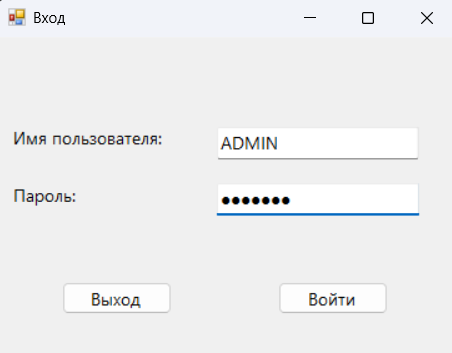 Вход
Имя пользователя: ADMIN
Пароль: ●●●●●●●
Выход Войти